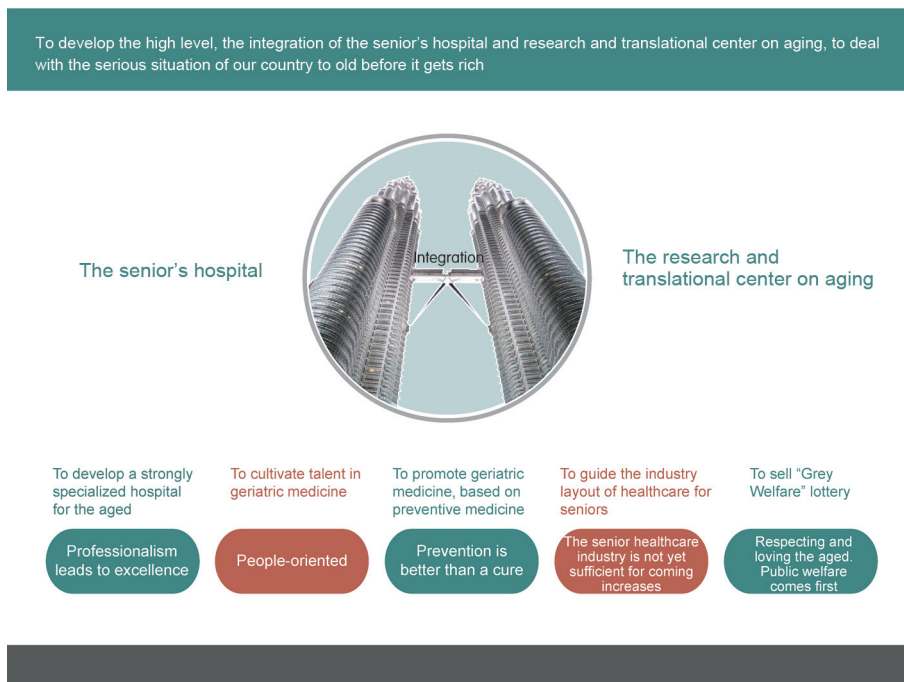 To develop the high level, the integration of the senior’s hospital and research and translational center on aging, to deal
with the serious situation of our country to old before it gets rich
The senior’s hospital
Integration
The research and
translational center on aging
To develop a strongly
specialized hospital
for the aged
To cultivate talent in
geriatric medicine
To promote geriatric
medicine, based on
preventive medicine
To guide the industry
layout of healthcare for
seniors
To sell “Grey
Welfare” lottery
Professionalism
leads to excellence
People-oriented
Prevention is
better than a cure
The senior healthcare
industry is not yet
sufficient for coming
increases
Respecting and
loving the aged.
Public welfare
comes first